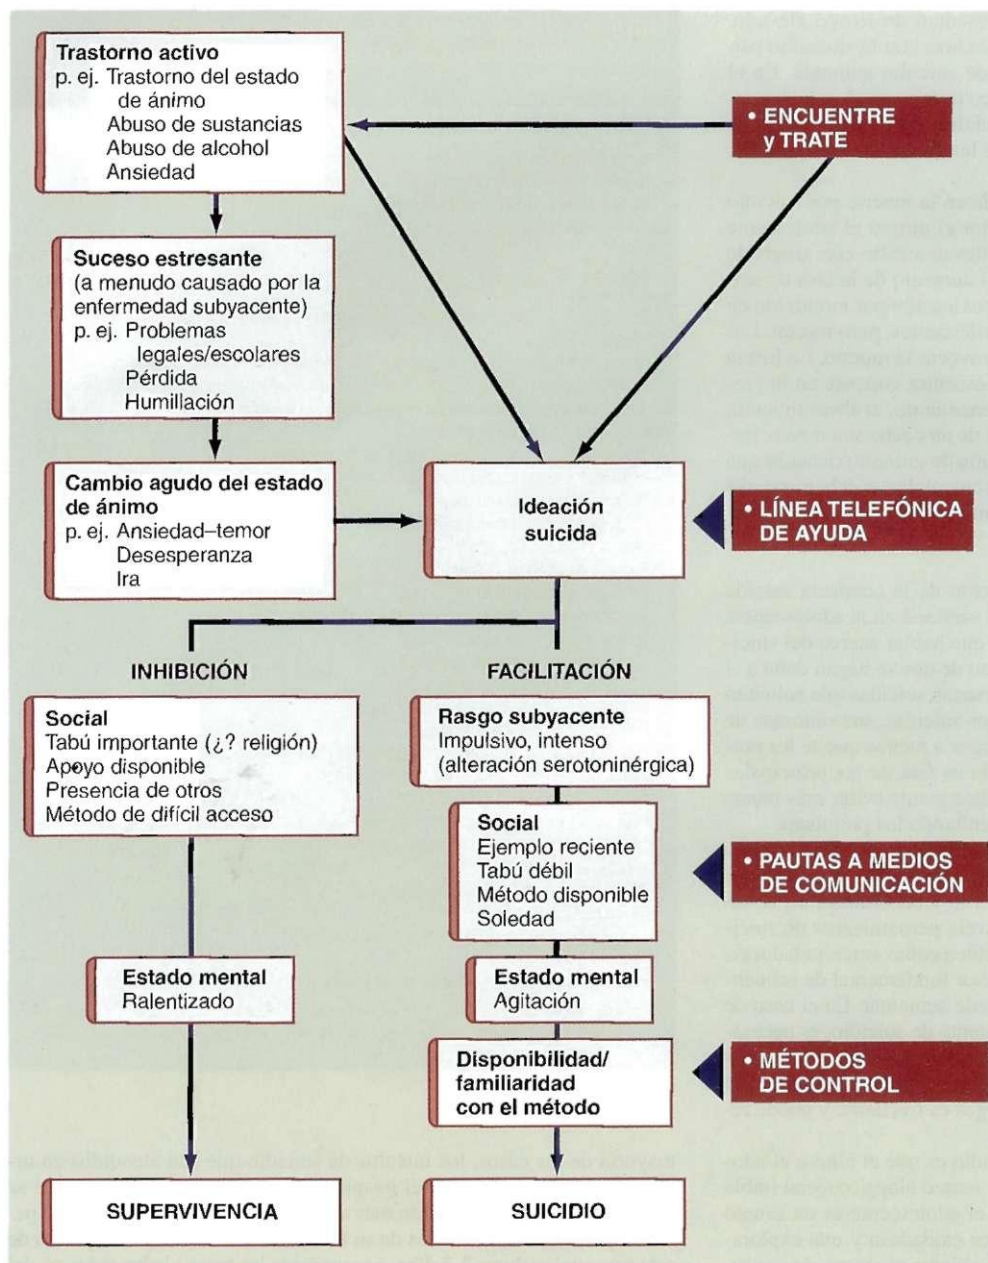 Trastorno activo
p. ej. Trastorno del estado
de ánimo
Abuso de sustancias
Abuso de alcohol
Ansiedad
• ENCUENTRE
y TRATE
Suceso estresante
(a menudo causado por la
enfermedad subyacente)
p. ej. Problemas
legales/escolares
Pérdida
Humillación
Cambio agudo del estado
de ánimo
p. ej. Ansiedad–temor
Desesperanza
Ira
Ideación
suicida
• LÍNEA TELEFÓNICA
DE AYUDA
INHIBICIÓN
Social
Tabú importante (¿? religión)
Apoyo disponible
Presencia de otros
Método de difícil acceso
Estado mental
Ralentizado
SUPERVIVENCIA
FACILITACIÓN
Rasgo subyacente
Impulsivo, intenso
(alteración serotoninérgica)
Social
Ejemplo reciente
Tabú débil
Método disponible
Soledad
• PAUTAS A MEDIOS
DE COMUNICACIÓN
Estado mental
Agitación
Disponibilidad/
familiaridad
con el método
• MÉTODOS
DE CONTROL
SUICIDIO